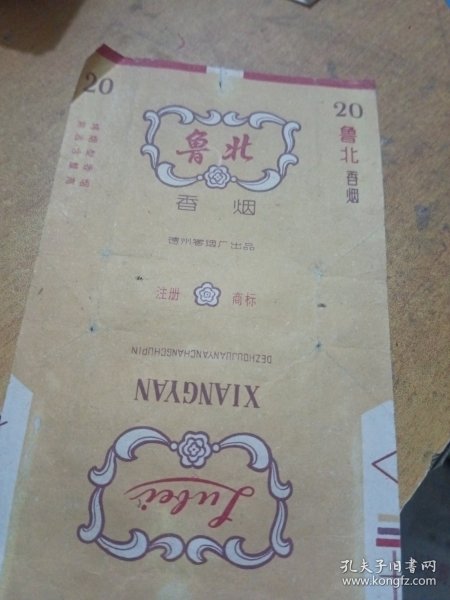 20
鲁北
香烟
德州卷烟厂出品
注册 商标
DEZHOUJUANYANCHANGCHUPIN
XIANGYAN
Lubei
20
鲁北
香烟
孔夫子旧书网
www.kongfz.com